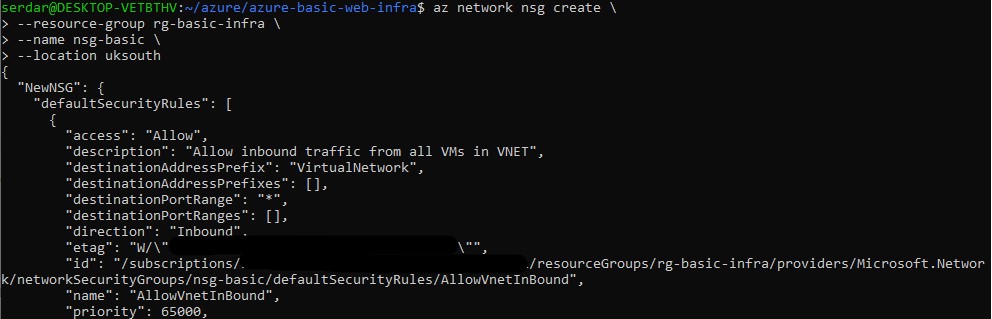 serdar@DESKTOP-VETBTHV:~/azure/azure-basic-web-infra$ az network nsg create \
> --resource-group rg-basic-infra \
> --name nsg-basic \
> --location uksouth
{
"NewNSG": {
"defaultSecurityRules": [
{
"access": "Allow",
"description": "Allow inbound traffic from all VMs in VNET",
"destinationAddressPrefix": "VirtualNetwork",
"destinationAddressPrefixes": [],
"destinationPortRange": "*",
"destinationPortRanges": [],
"direction": "Inbound",
"etag": "W/\" \"",
"id": "/subscriptions/ /resourceGroups/rg-basic-infra/providers/Microsoft.Networ
k/networkSecurityGroups/nsg-basic/defaultSecurityRules/AllowVnetInBound",
"name": "AllowVnetInBound",
"priority": 65000,